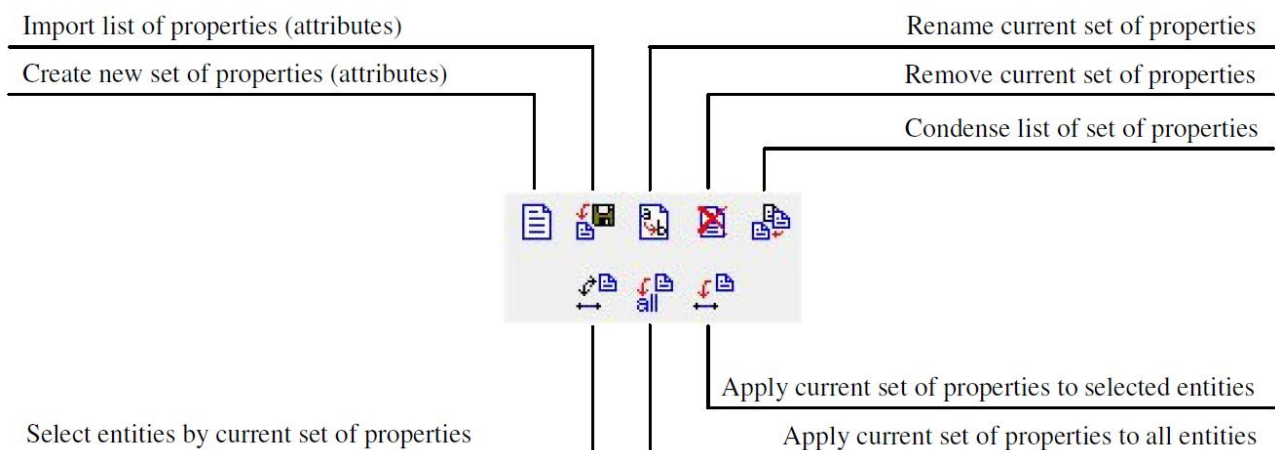 Import list of properties (attributes)
Rename current set of properties
Create new set of properties (attributes)
Remove current set of properties
Condense list of set of properties
a
b
all
Apply current set of properties to selected entities
Select entities by current set of properties
Apply current set of properties to all entities